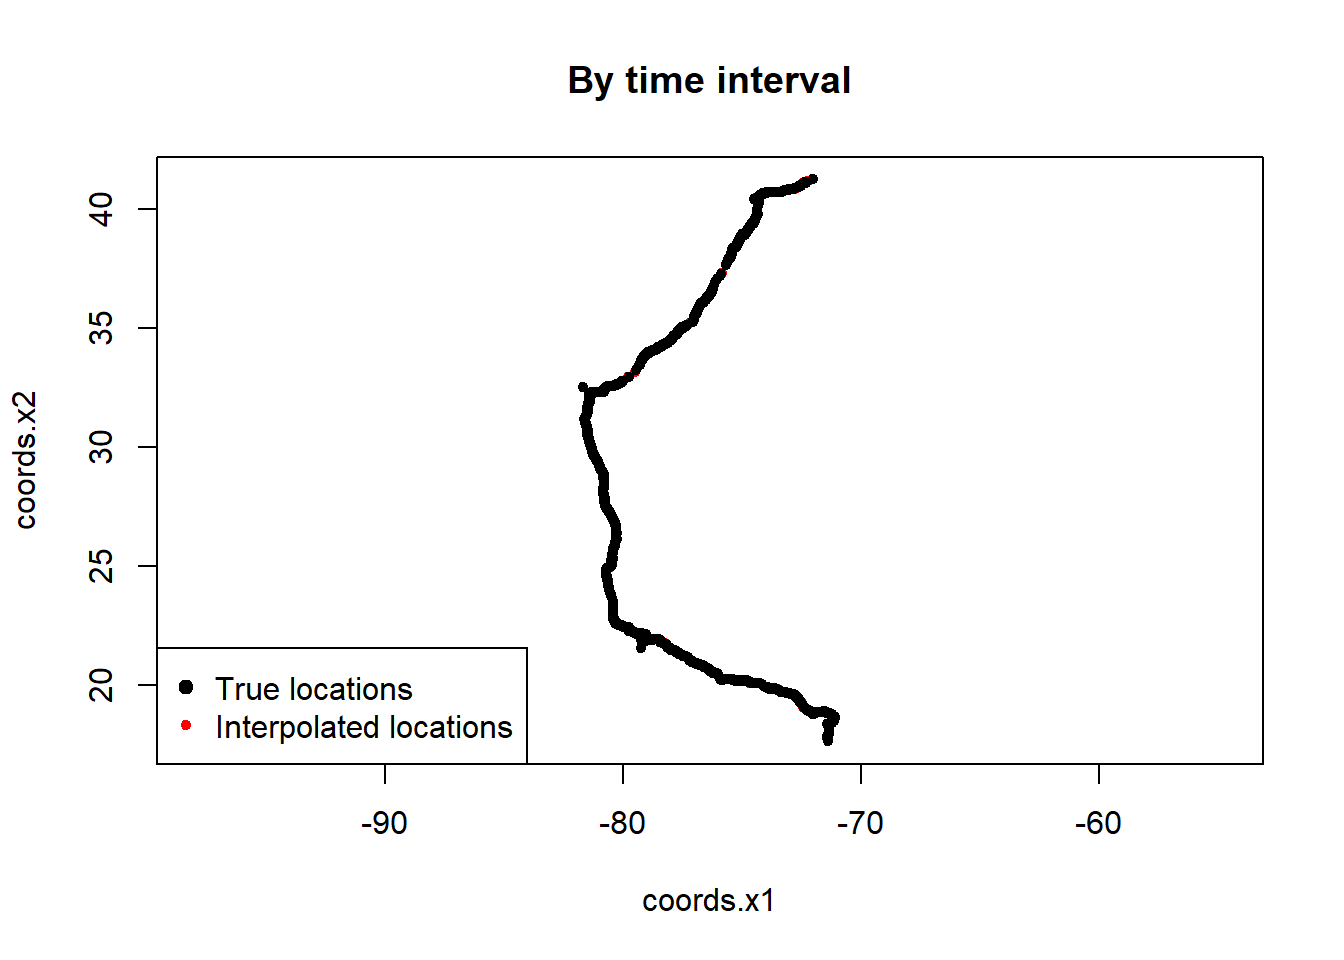 By time interval
coords.x2
40
35
30
25
20
True locations
Interpolated locations
-90 -80 -70 -60
coords.x1